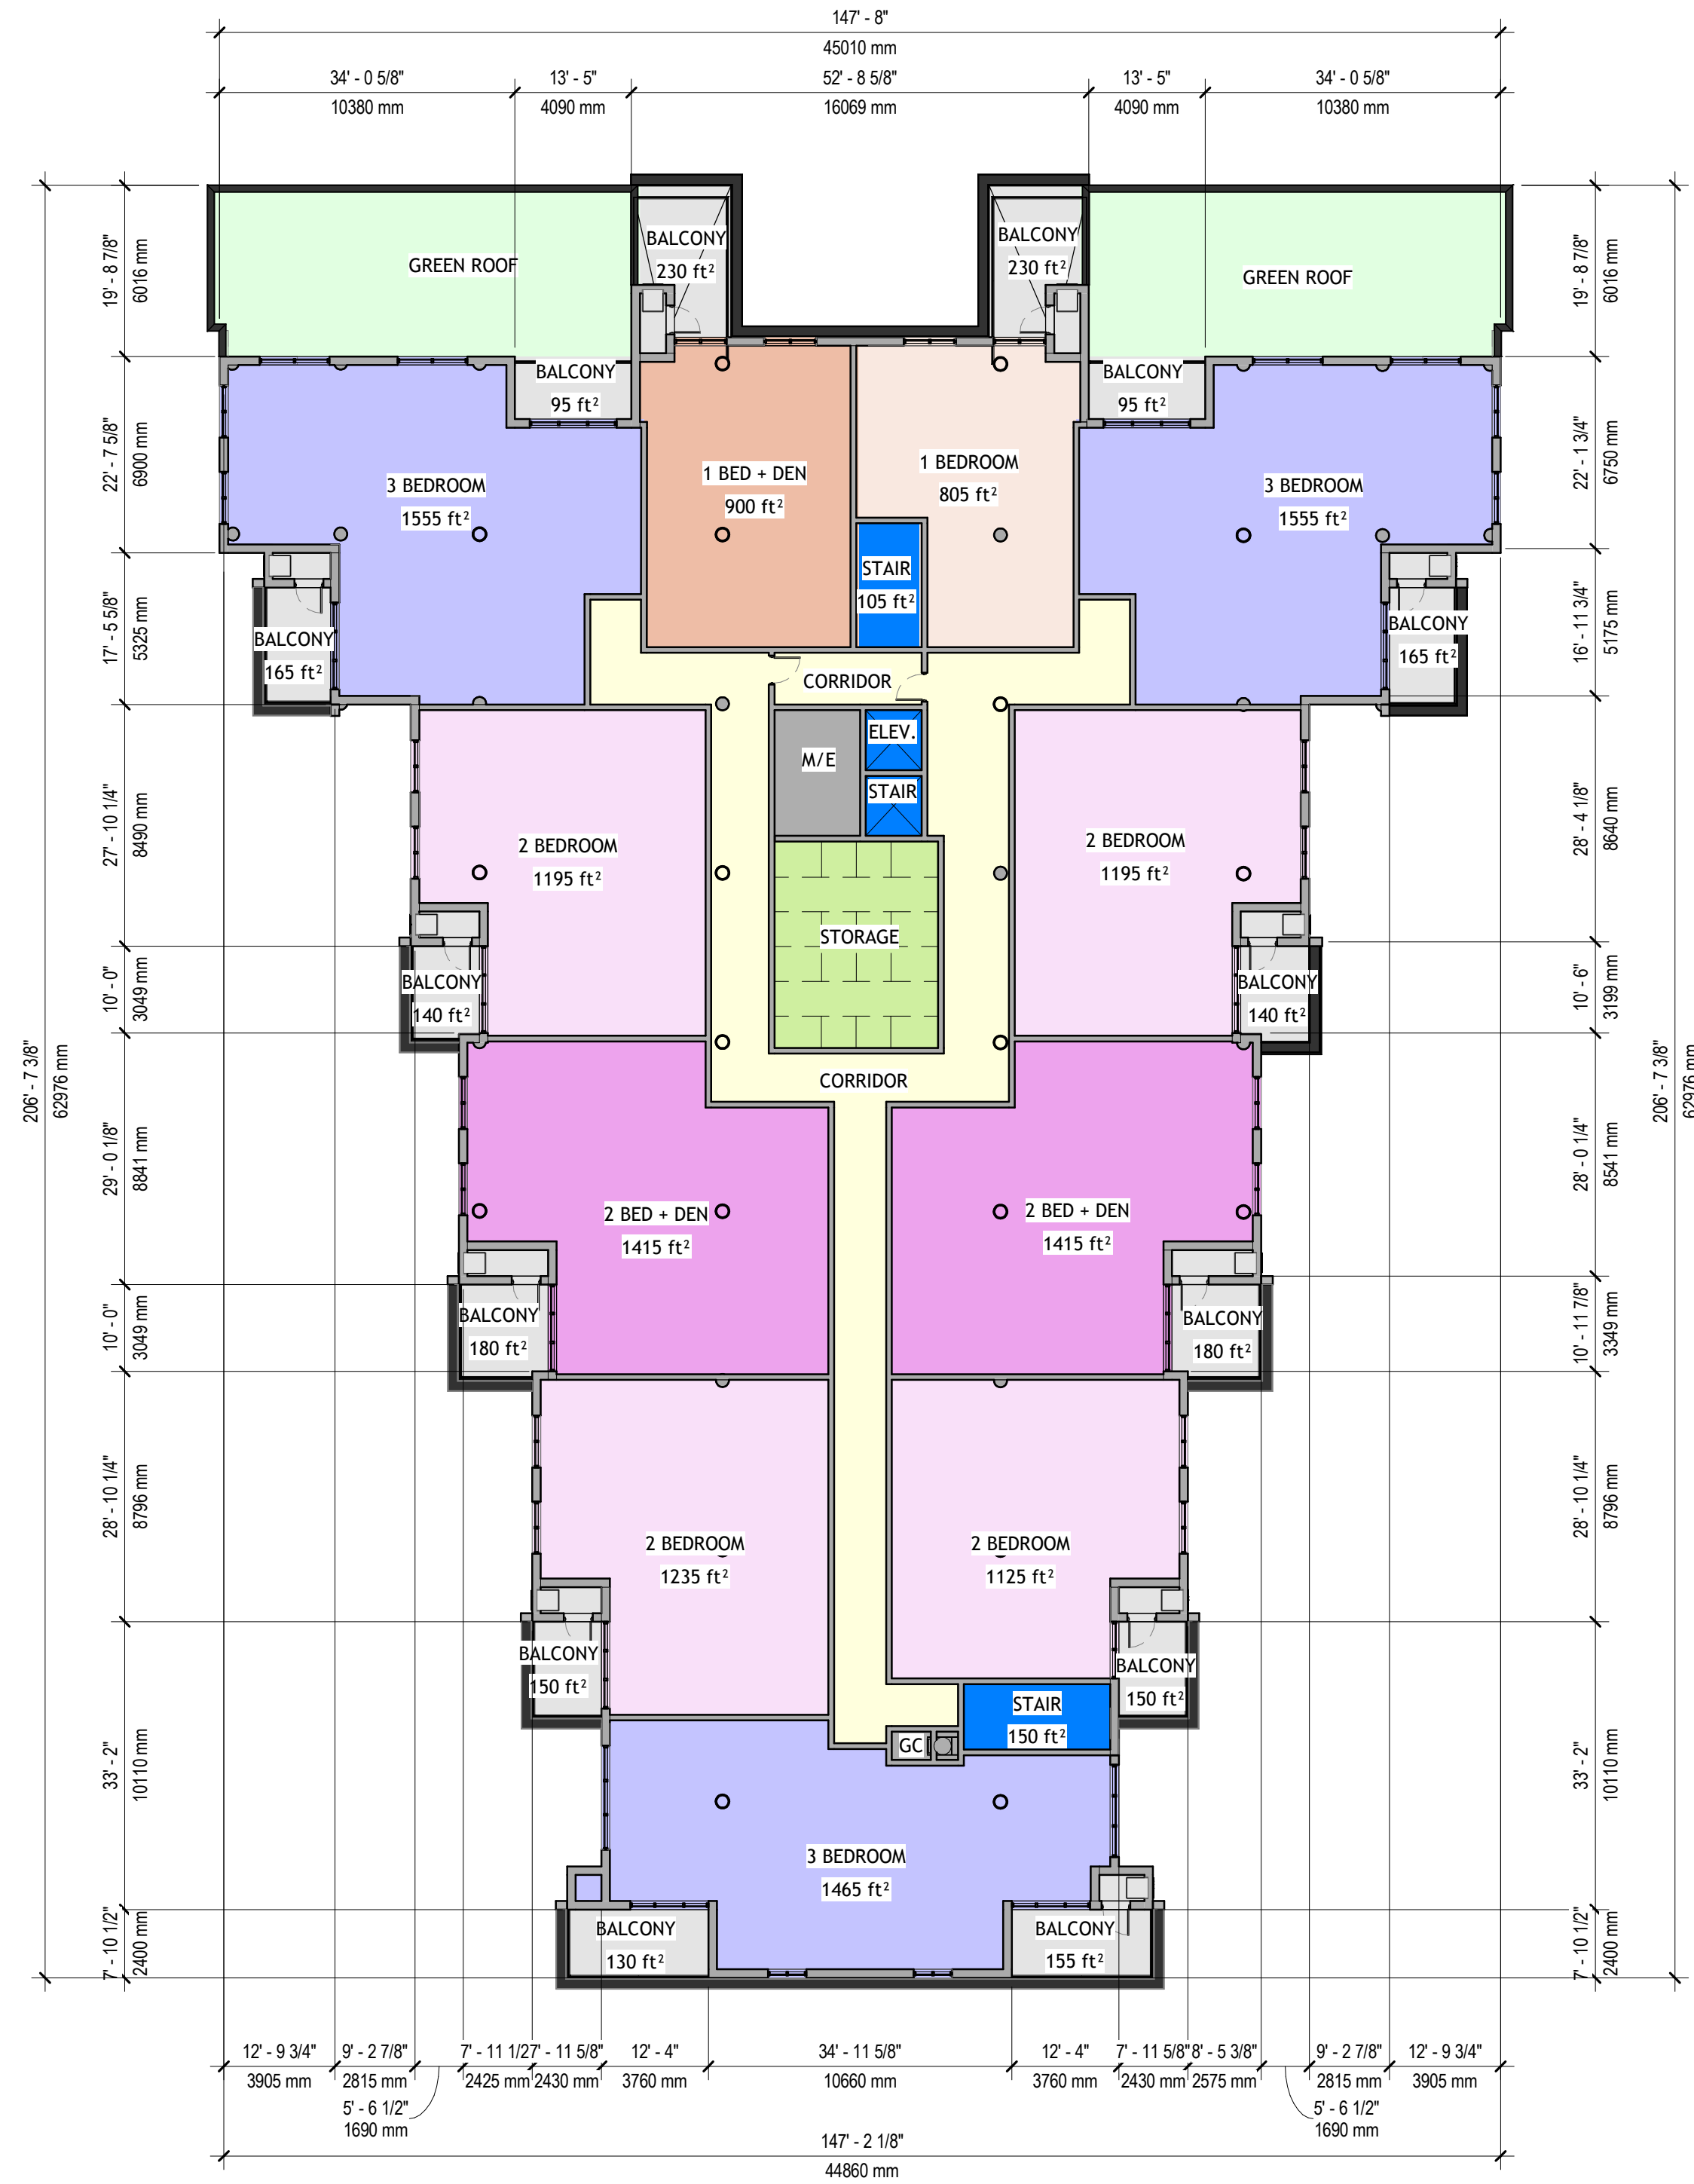 147' - 8"
45010 mm
34' - 0 5/8"
13' - 5"
52' - 8 5/8"
13' - 5"
34' - 0 5/8"
10380 mm
4090 mm
16069 mm
4090 mm
10380 mm
19' - 8 7/8"
6016 mm
GREEN ROOF
BALCONY
230 ft²
BALCONY
230 ft²
GREEN ROOF
19' - 8 7/8"
6016 mm
22' - 7 5/8"
6900 mm
BALCONY
95 ft²
BALCONY
95 ft²
22' - 1 3/4"
6750 mm
3 BEDROOM
1555 ft²
1 BED + DEN
900 ft²
1 BEDROOM
805 ft²
3 BEDROOM
1555 ft²
STAIR
105 ft²
17' - 5 5/8"
5325 mm
BALCONY
165 ft²
CORRIDOR
BALCONY
165 ft²
16' - 11 3/4"
5175 mm
M/E
ELEV.
STAIR
27' - 10 1/4"
8490 mm
2 BEDROOM
1195 ft²
2 BEDROOM
1195 ft²
28' - 4 1/8"
8640 mm
STORAGE
10' - 0"
3049 mm
BALCONY
140 ft²
BALCONY
140 ft²
10' - 6"
3199 mm
206' - 7 3/8"
62976 mm
CORRIDOR
206' - 7 3/8"
62976 mm
29' - 0 1/8"
8841 mm
2 BED + DEN
1415 ft²
2 BED + DEN
1415 ft²
28' - 0 1/4"
8541 mm
10' - 0"
3049 mm
BALCONY
180 ft²
BALCONY
180 ft²
10' - 11 7/8"
3349 mm
28' - 10 1/4"
8796 mm
2 BEDROOM
1235 ft²
2 BEDROOM
1125 ft²
28' - 10 1/4"
8796 mm
BALCONY
150 ft²
BALCONY
150 ft²
STAIR
150 ft²
GC
33' - 2"
10110 mm
33' - 2"
10110 mm
3 BEDROOM
1465 ft²
7' - 10 1/2"
2400 mm
BALCONY
130 ft²
BALCONY
155 ft²
7' - 10 1/2"
2400 mm
12' - 9 3/4"
9' - 2 7/8"
7' - 11 1/2"
7' - 11 5/8"
12' - 4"
34' - 11 5/8"
12' - 4"
7' - 11 5/8"
8' - 5 3/8"
9' - 2 7/8"
12' - 9 3/4"
3905 mm
2815 mm
2425 mm
2430 mm
3760 mm
10660 mm
3760 mm
2430 mm
2575 mm
2815 mm
3905 mm
5' - 6 1/2"
1690 mm
5' - 6 1/2"
1690 mm
147' - 2 1/8"
44860 mm